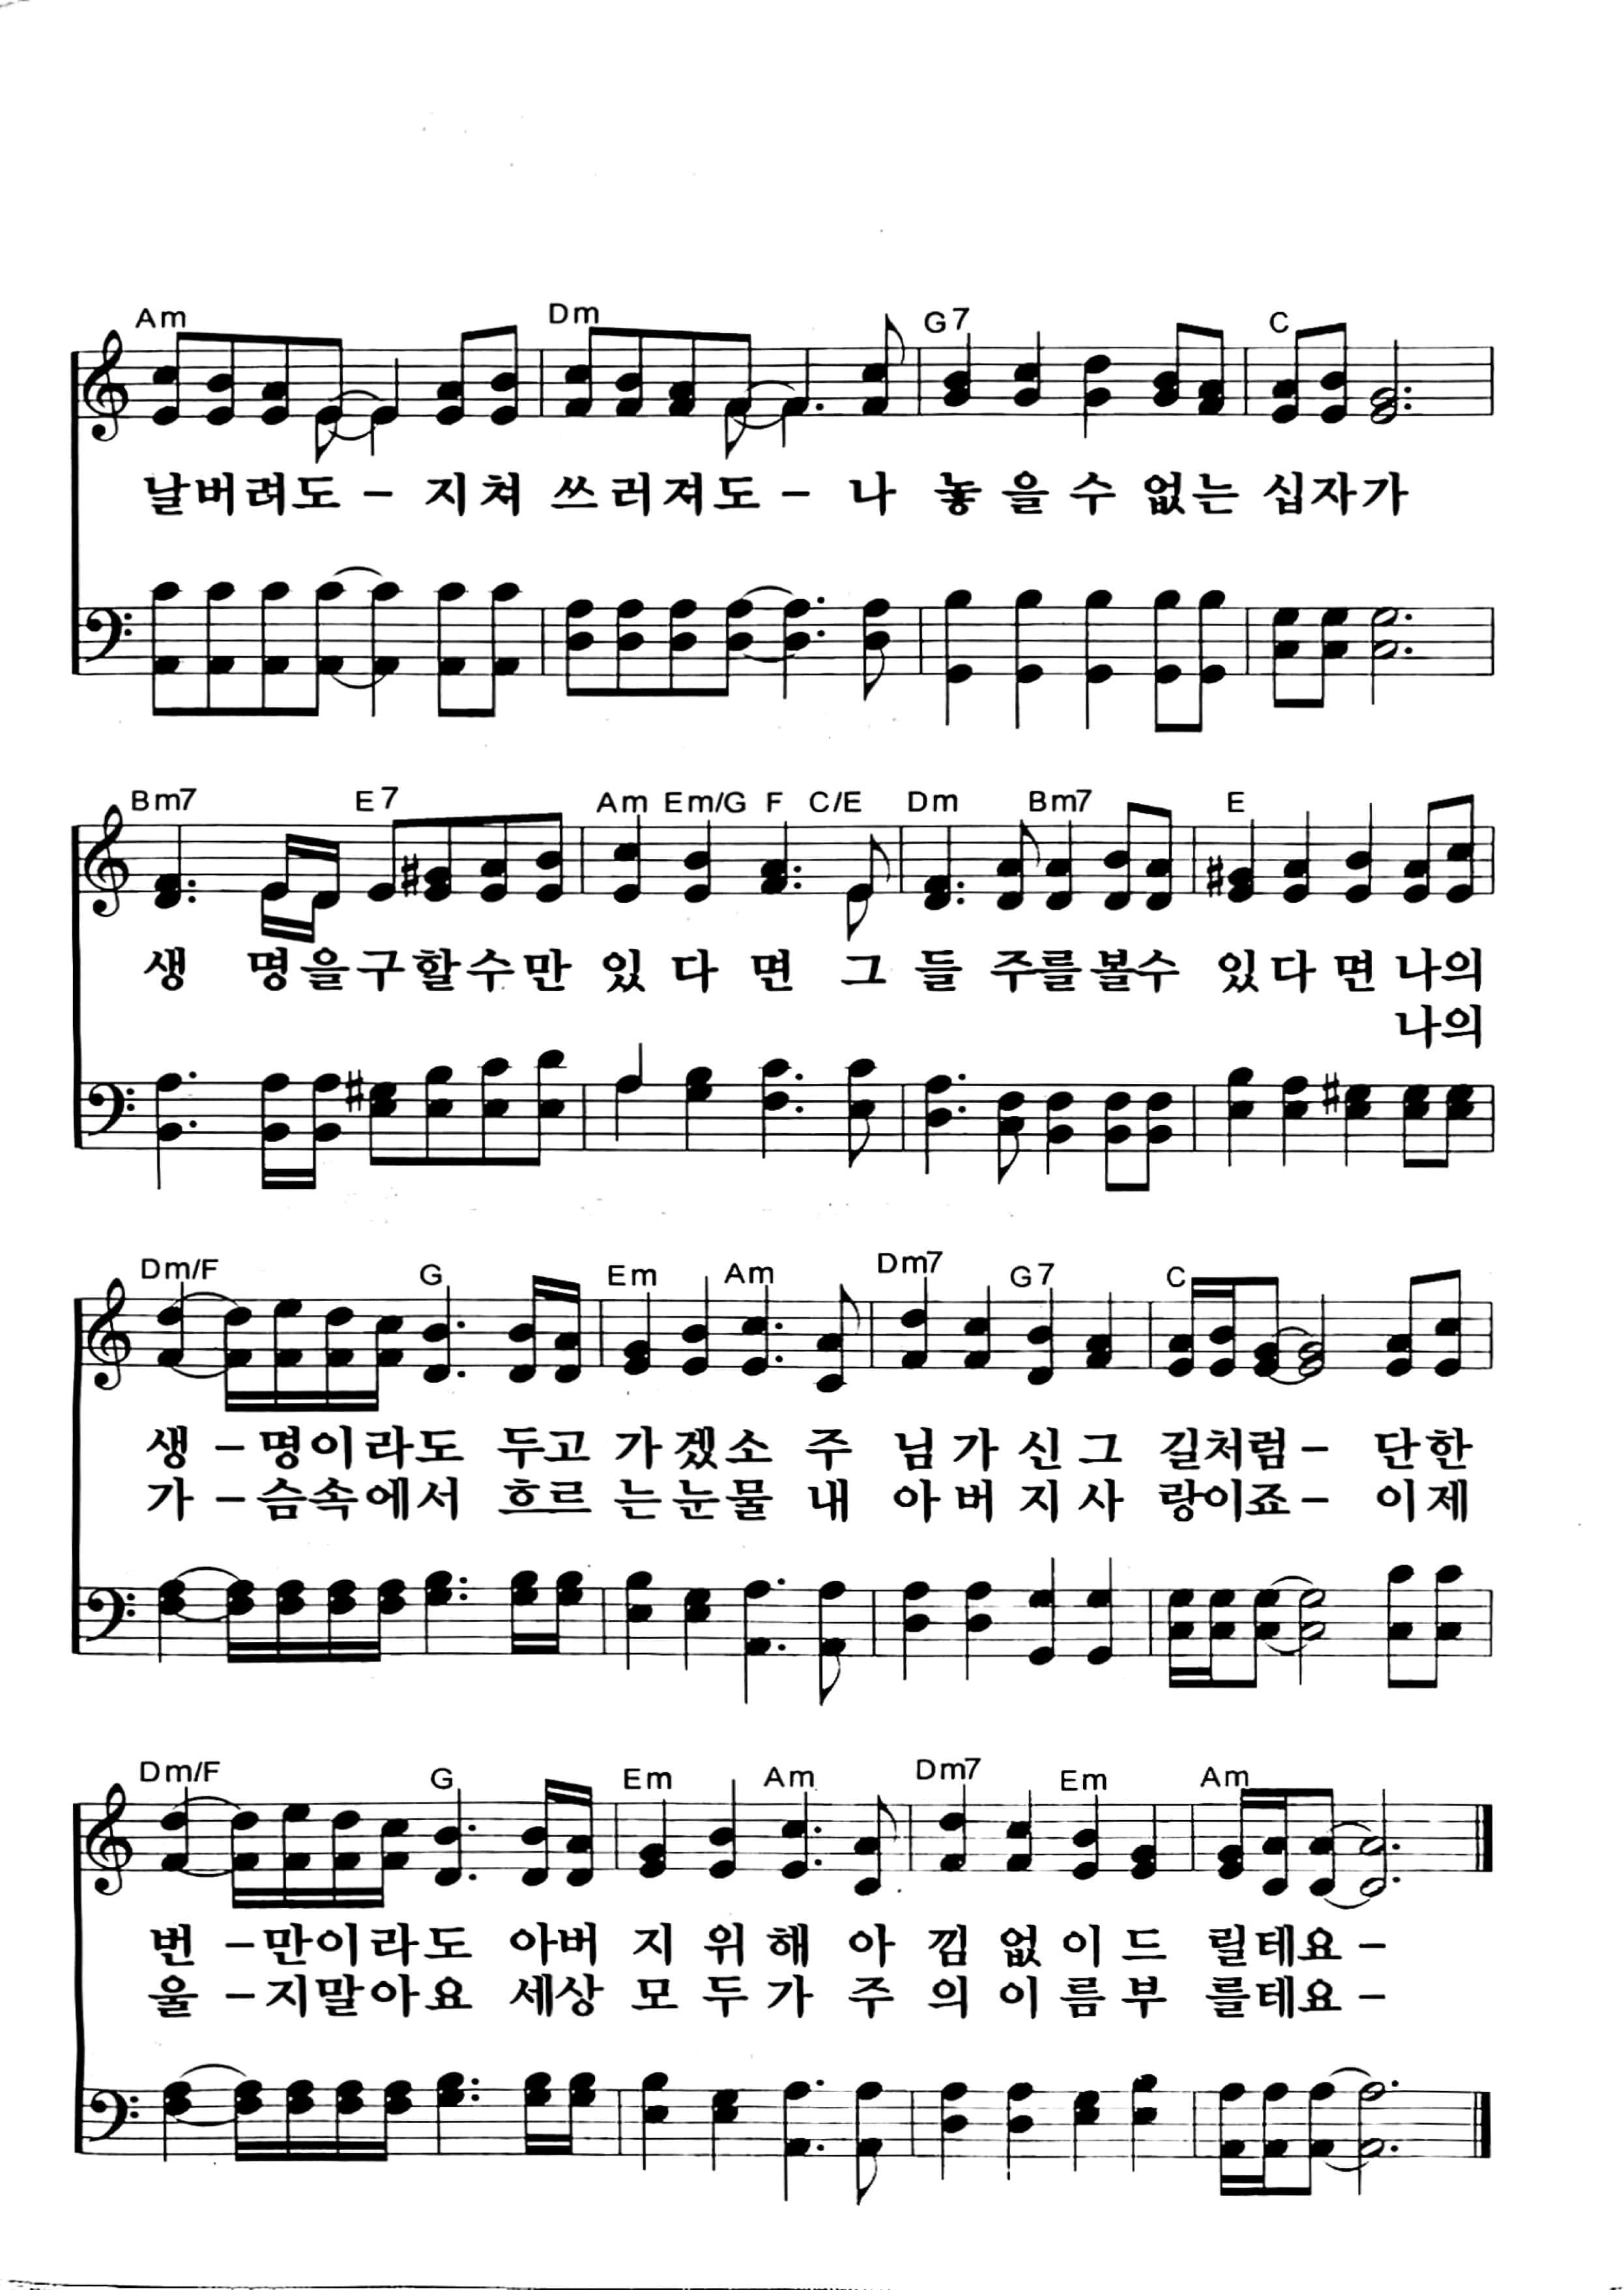 Am Dm G7 C
날버려도 – 지쳐 쓰러져도 – 나 놓을수 없는 십자가
Bm7 E7 Am Em/G F C/E Dm Bm7 E
생 명을구할수만 있다면 그들 주를볼수 있다면 나의
나의
Dm/F G Em Am Dm7 G7 C
생 – 명이라도 두고 가겠소 주 님가신그 길처럼 – 단한
가 – 슴속에서 흐르 는눈물 내 아버지사 랑이죠 – 이제
Dm/F G Em Am Dm7 Em Am
번 – 만이라도 아버 지위해 아 낌없이드 릴테요 –
울 – 지말아요 세상 모두가 주 의이름부 를테요 –